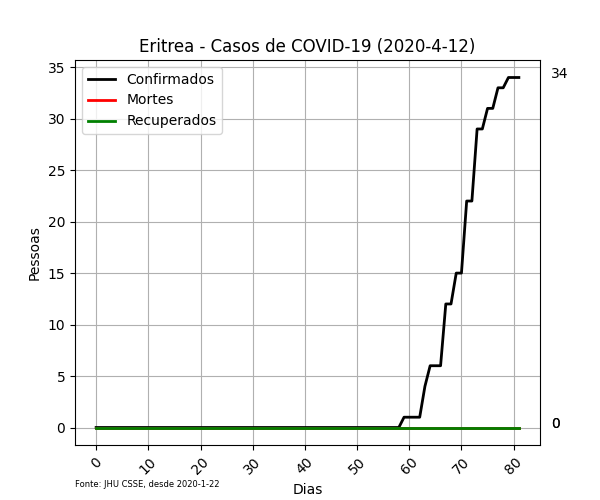 Eritrea - Casos de COVID-19 (2020-4-12)
Confirmados
Mortes
Recuperados
34
0
0
Pessoas
35
30
25
20
15
10
5
0
0 10 20 30 40 50 60 70 80
Dias
Fonte: JHU CSSE, desde 2020-1-22